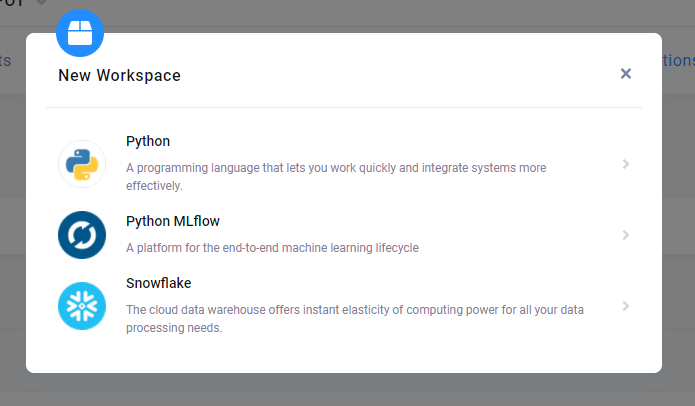 New Workspace
Python
A programming language that lets you work quickly and integrate systems more
effectively.
Python MLflow
A platform for the end-to-end machine learning lifecycle
Snowflake
The cloud data warehouse offers instant elasticity of computing power for all your data
processing needs.